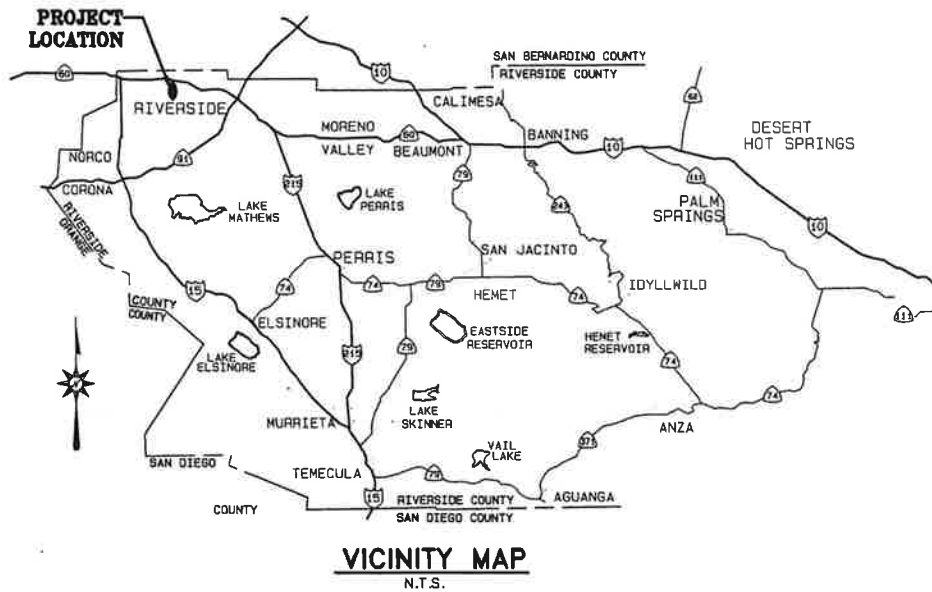 PROJECT
LOCATION
SAN BERNARDINO COUNTY
RIVERSIDE COUNTY
60
10
CALIMESA
62
RIVERSIDE
MORENO
VALLEY
60
BEAUMONT
BANNING
10
DESERT
HOT SPRINGS
NORCO
91
CORONA
215
79
111
LAKE
MATHEWS
LAKE
PERRIS
243
PALM
SPRINGS
10
RIVERSIDE
ORANGE
SAN JACINTO
PERRIS
15
74
74
79
HEMET
74
IDYLLWILD
COUNTY
COUNTY
ELSINORE
111
LAKE
ELSINORE
215
79
EASTSIDE
RESERVOIR
HENET
RESERVOIR
74
LAKE
SKINNER
74
MURRIETA
371
ANZA
VAIL
LAKE
SAN DIEGO
TEMECULA
79
COUNTY
15
RIVERSIDE COUNTY
SAN DIEGO COUNTY
AGUANGA
VICINITY MAP
N.T.S.